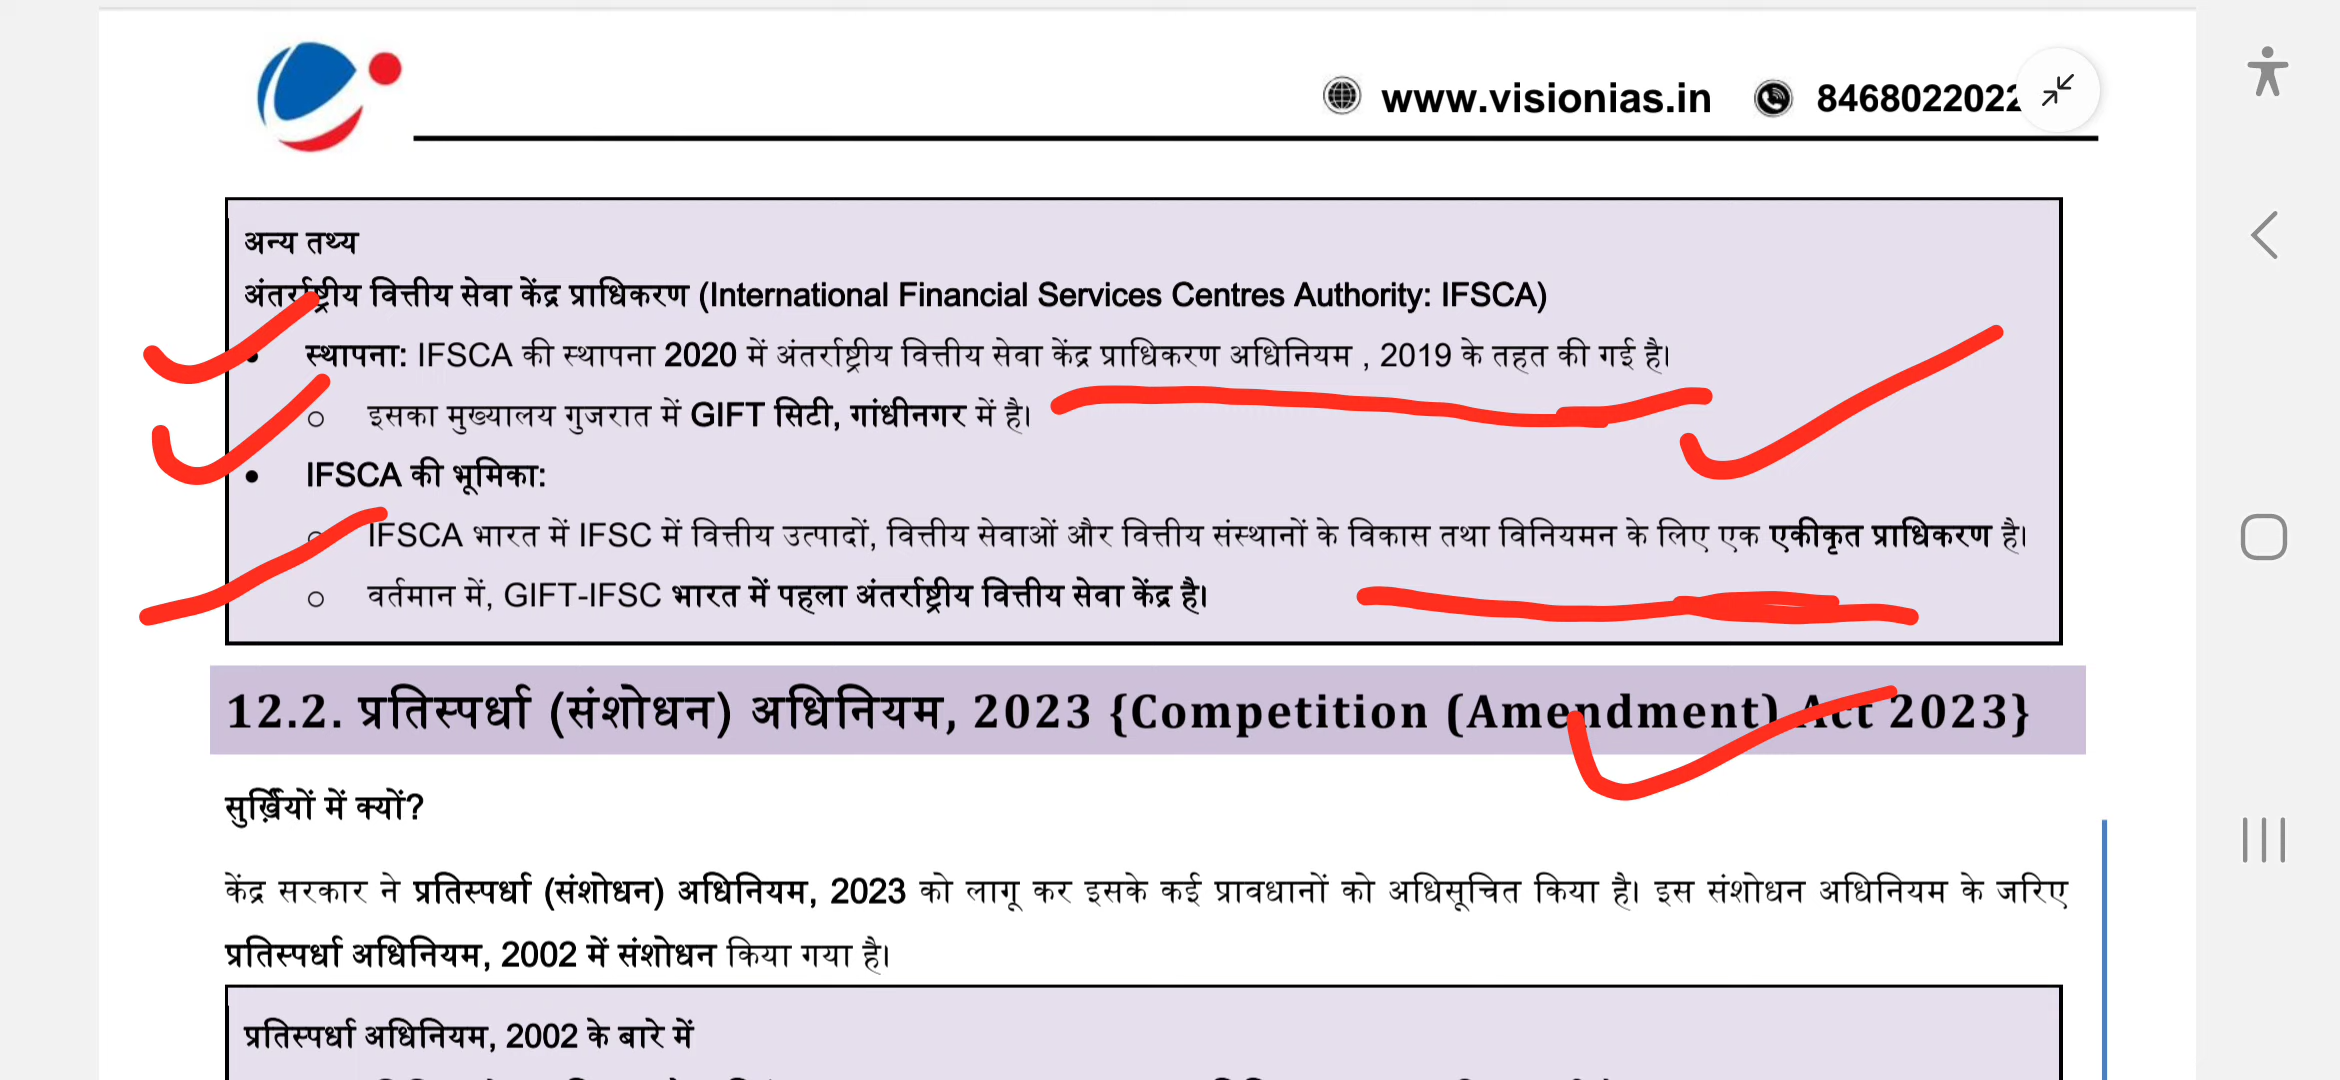 www.visionias.in 8468022022
अन्य तथ्य
अंतर्राष्ट्रीय वित्तीय सेवा केंद्र प्राधिकरण (International Financial Services Centres Authority: IFSCA)
• स्थापना: IFSCA की स्थापना 2020 में अंतर्राष्ट्रीय वित्तीय सेवा केंद्र प्राधिकरण अधिनियम , 2019 के तहत की गई है।
○ इसका मुख्यालय गुजरात में GIFT सिटी, गांधीनगर में है।
• IFSCA की भूमिका:
○ IFSCA भारत में IFSC में वित्तीय उत्पादों, वित्तीय सेवाओं और वित्तीय संस्थानों के विकास तथा विनियमन के लिए एक एकीकृत प्राधिकरण है।
○ वर्तमान में, GIFT-IFSC भारत में पहला अंतर्राष्ट्रीय वित्तीय सेवा केंद्र है।
12.2. प्रतिस्पर्धा (संशोधन) अधिनियम, 2023 {Competition (Amendment) Act 2023}
सुर्ख़ियों में क्यों?
केंद्र सरकार ने प्रतिस्पर्धा (संशोधन) अधिनियम, 2023 को लागू कर इसके कई प्रावधानों को अधिसूचित किया है। इस संशोधन अधिनियम के जरिए
प्रतिस्पर्धा अधिनियम, 2002 में संशोधन किया गया है।
प्रतिस्पर्धा अधिनियम, 2002 के बारे में